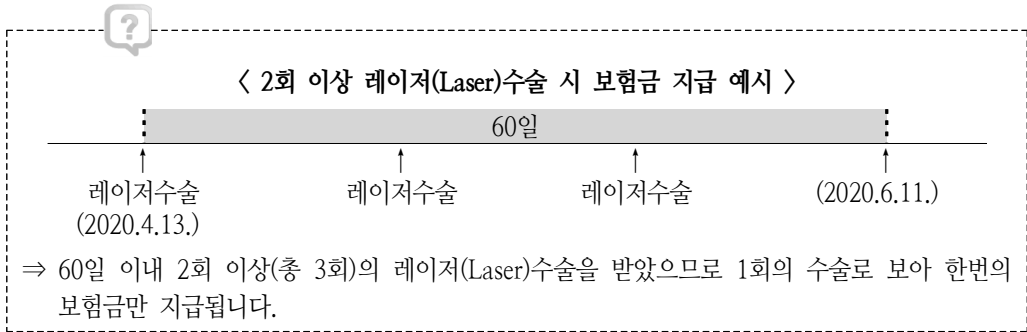 ?
〈 2회 이상 레이저(Laser)수술 시 보험금 지급 예시 〉
60일
레이저수술 레이저수술 레이저수술 (2020.6.11.)
(2020.4.13.)
⇒ 60일 이내 2회 이상(총 3회)의 레이저(Laser)수술을 받았으므로 1회의 수술로 보아 한번의
보험금만 지급됩니다.